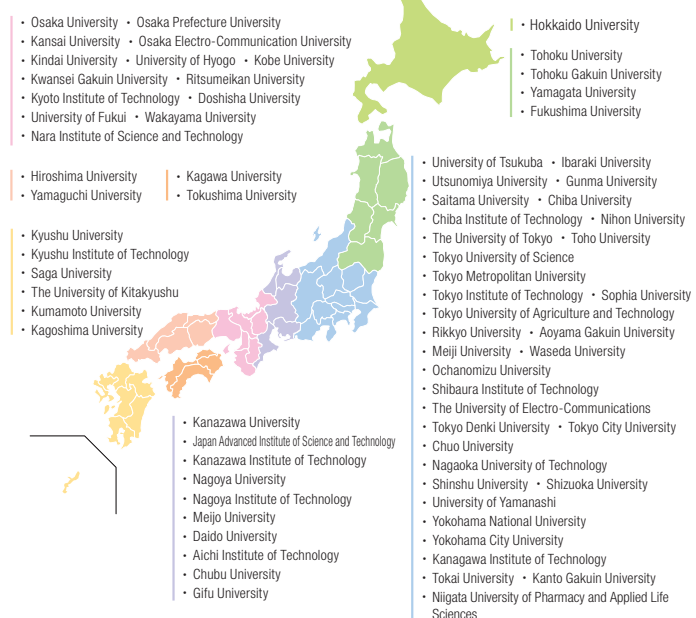 ・ Osaka University ・ Osaka Prefecture University
・ Kansai University ・ Osaka Electro-Communication University
・ Kindai University ・ University of Hyogo ・ Kobe University
・ Kwansei Gakuin University ・ Ritsumeikan University
・ Kyoto Institute of Technology ・ Doshisha University
・ University of Fukui ・ Wakayama University
・ Nara Institute of Science and Technology
・ Hokkaido University
・ Tohoku University
・ Tohoku Gakuin University
・ Yamagata University
・ Fukushima University
・ Hiroshima University
・ Yamaguchi University
・ Kagawa University
・ Tokushima University
・ Kyushu University
・ Kyushu Institute of Technology
・ Saga University
・ The University of Kitakyushu
・ Kumamoto University
・ Kagoshima University
・ University of Tsukuba ・ Ibaraki University
・ Utsunomiya University ・ Gunma University
・ Saitama University ・ Chiba University
・ Chiba Institute of Technology ・ Nihon University
・ The University of Tokyo ・ Toho University
・ Tokyo University of Science
・ Tokyo Metropolitan University
・ Tokyo Institute of Technology ・ Sophia University
・ Tokyo University of Agriculture and Technology
・ Rikkyo University ・ Aoyama Gakuin University
・ Meiji University ・ Waseda University
・ Ochanomizu University
・ Shibaura Institute of Technology
・ The University of Electro-Communications
・ Tokyo Denki University ・ Tokyo City University
・ Chuo University
・ Nagaoka University of Technology
・ Shinshu University ・ Shizuoka University
・ University of Yamanashi
・ Yokohama National University
・ Yokohama City University
・ Kanagawa Institute of Technology
・ Tokai University ・ Kanto Gakuin University
・ Niigata University of Pharmacy and Applied Life
Sciences
・ Kanazawa University
・ Japan Advanced Institute of Science and Technology
・ Kanazawa Institute of Technology
・ Nagoya University
・ Nagoya Institute of Technology
・ Meijo University
・ Daido University
・ Aichi Institute of Technology
・ Chubu University
・ Gifu University